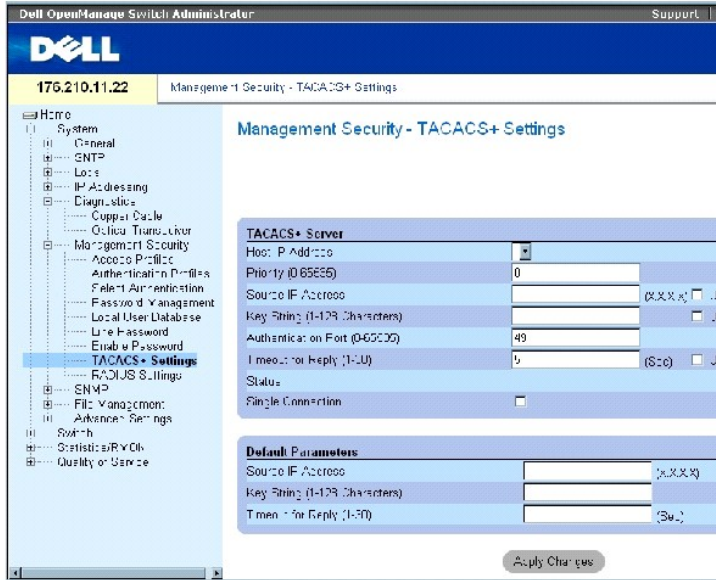 Dell OpenManage Switch Administrator
Support
DELL
176.210.11.22
Management Security - TACACS+ Settings
Home
System
General
SNTP
Logs
IP Addressing
Diagnostics
Copper Cable
Optical Transceiver
Management Security
Access Profiles
Authentication Profiles
Select Authentication
Password Management
Local User Database
Line Password
Enable Password
TACACS+ Settings
RADIUS Settings
SNMP
File Management
Advanced Settings
Switch
Statistics/RMON
Quality of Service
Management Security - TACACS+ Settings
TACACS+ Server
Host IP Address
Priority (0-65535) 0
Source IP Address (X.X.X.X)
Key String (1-128 Characters)
Authentication Port (0-65535) 49
Timeout for Reply (1-30) 5 (Sec)
Status
Single Connection
Default Parameters
Source IP Address (X.X.X.X)
Key String (1-128 Characters)
Timeout for Reply (1-30) (Sec)
Apply Changes